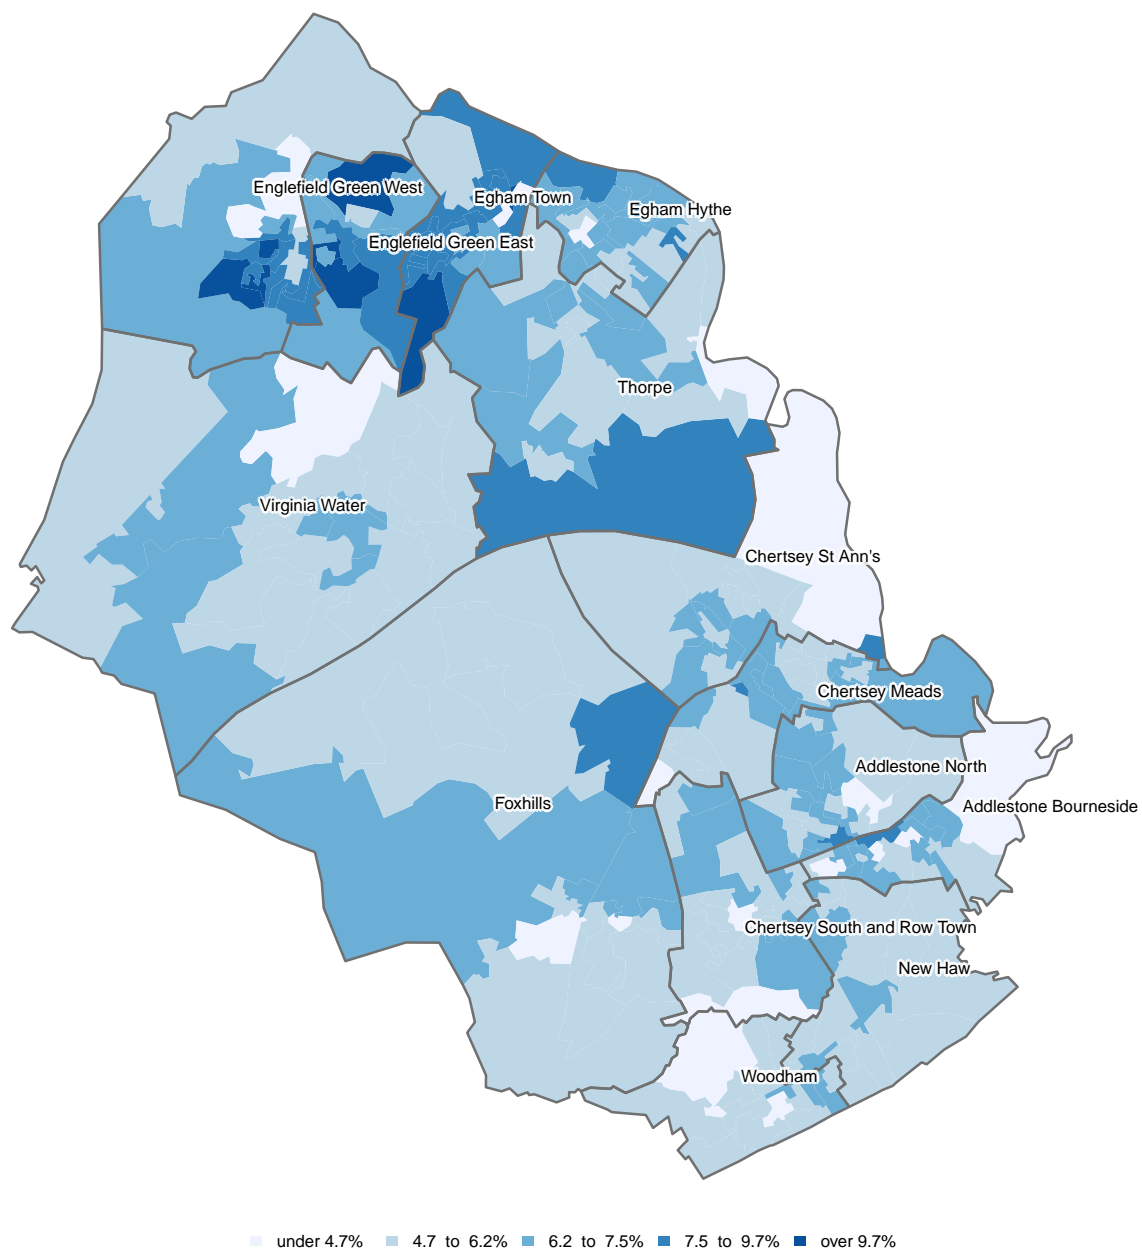 Englefield Green West
Egham Town
Egham Hythe
Englefield Green East
Thorpe
Virginia Water
Chertsey St Ann's
Chertsey Meads
Addlestone North
Foxhills
Addlestone Bourneside
Chertsey South and Row Town
New Haw
Woodham
under 4.7% 4.7 to 6.2% 6.2 to 7.5% 7.5 to 9.7% over 9.7%